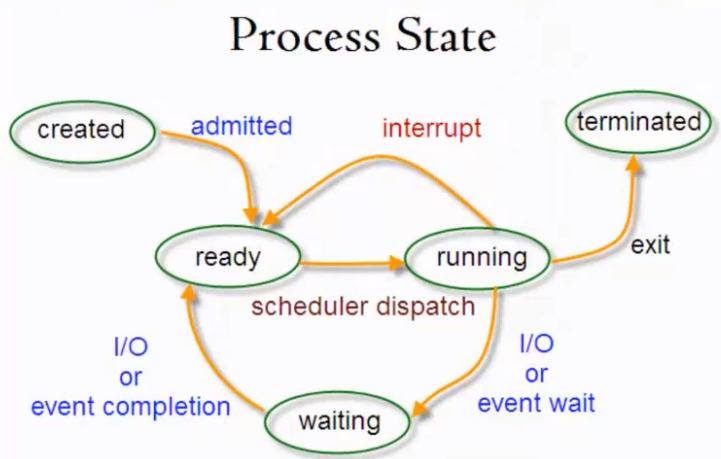 Process State
created
admitted
interrupt
terminated
ready
running
exit
scheduler dispatch
I/O
or
event completion
I/O
or
event wait
waiting